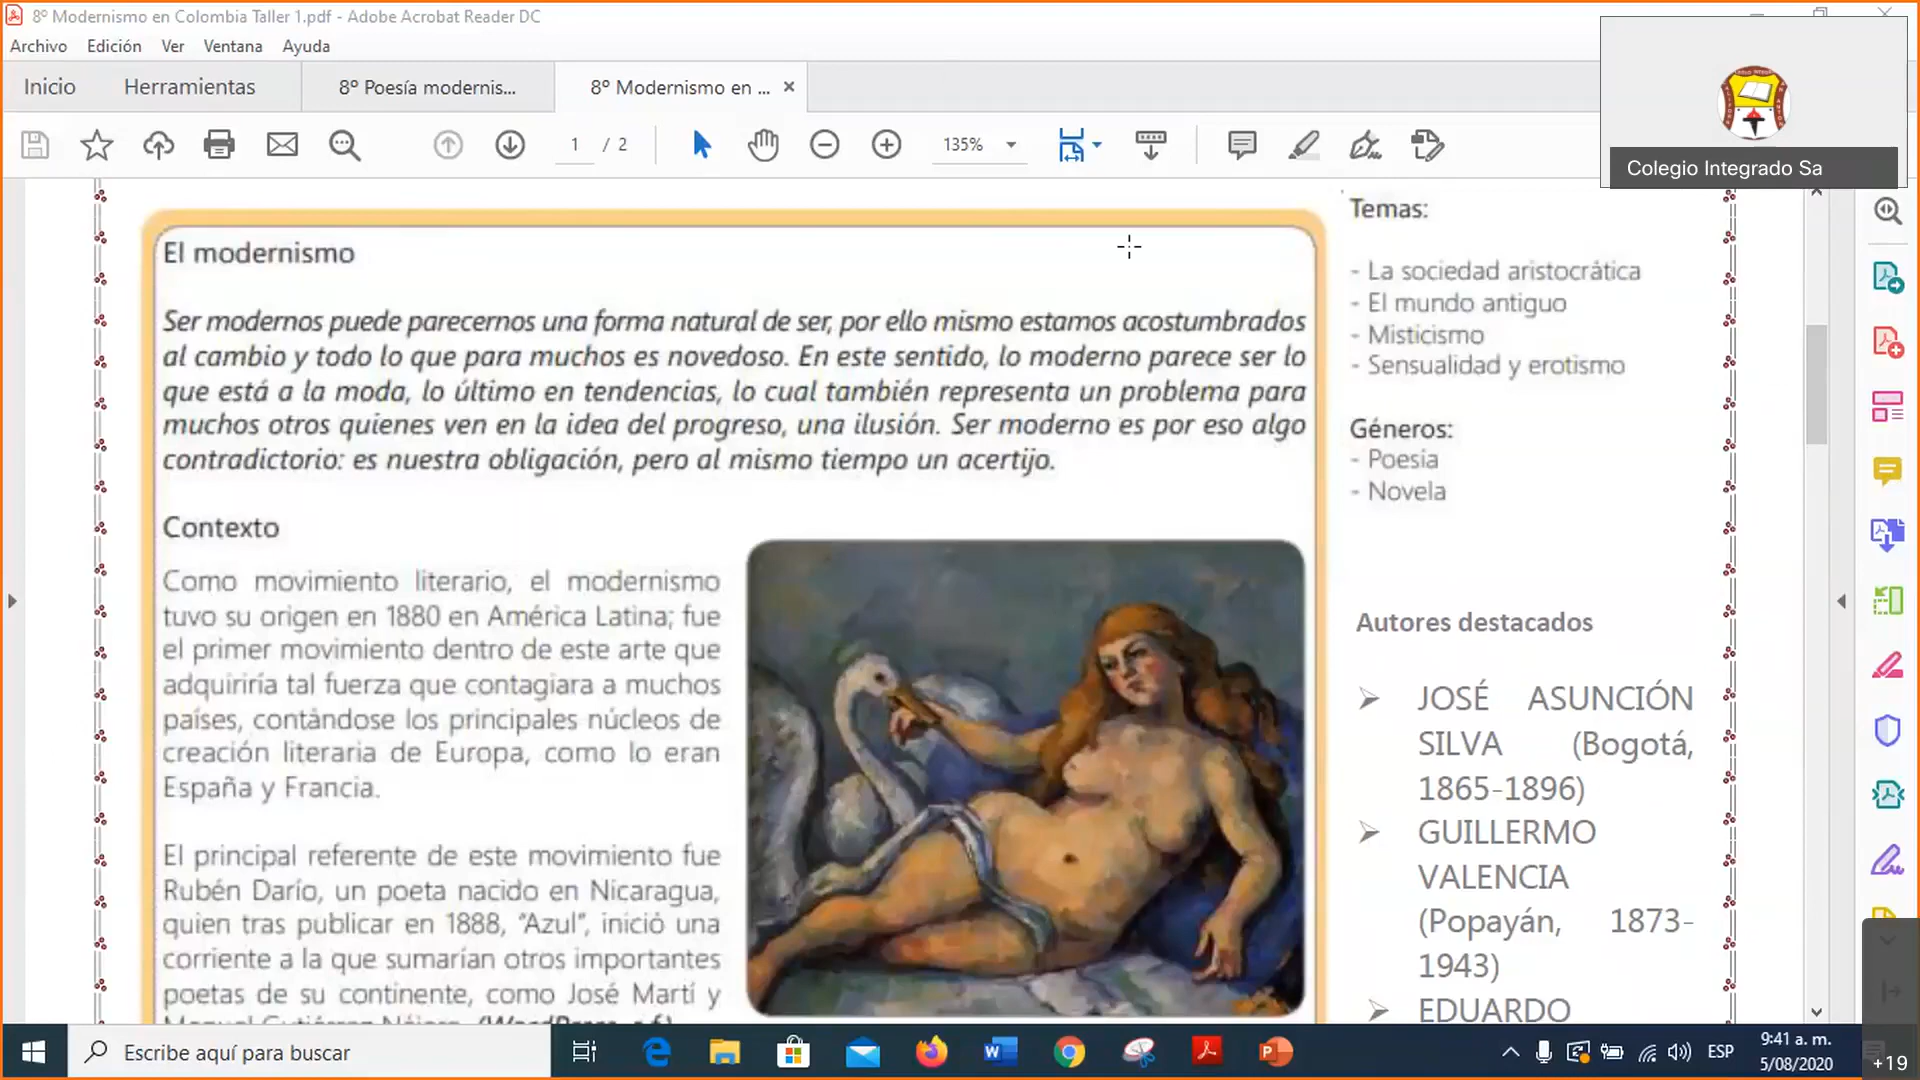 8º Modernismo en Colombia Taller 1.pdf - Adobe Acrobat Reader DC
Archivo Edición Ver Ventana Ayuda
Inicio Herramientas 8º Poesía modernis... 8º Modernismo en ...
1 / 2 135%
Colegio Integrado Sa
El modernismo
Ser modernos puede parecernos una forma natural de ser, por ello mismo estamos acostumbrados
al cambio y todo lo que para muchos es novedoso. En este sentido, lo moderno parece ser lo
que está a la moda, lo último en tendencias, lo cual también representa un problema para
muchos otros quienes ven en la idea del progreso, una ilusión. Ser moderno es por eso algo
contradictorio: es nuestra obligación, pero al mismo tiempo un acertijo.
Contexto
Como movimiento literario, el modernismo
tuvo su origen en 1880 en América Latina; fue
el primer movimiento dentro de este arte que
adquiriría tal fuerza que contagiara a muchos
países, contándose los principales núcleos de
creación literaria de Europa, como lo eran
España y Francia.
El principal referente de este movimiento fue
Rubén Darío, un poeta nacido en Nicaragua,
quien tras publicar en 1888, “Azul”, inició una
corriente a la que sumarían otros importantes
poetas de su continente, como José Martí y
Temas:
- La sociedad aristocrática
- El mundo antiguo
- Misticismo
- Sensualidad y erotismo
Géneros:
- Poesía
- Novela
Autores destacados
JOSÉ ASUNCIÓN
SILVA (Bogotá,
1865-1896)
GUILLERMO
VALENCIA
(Popayán, 1873-
1943)
EDUARDO
Escribe aquí para buscar
ESP
9:41 a. m.
5/08/2020
+19